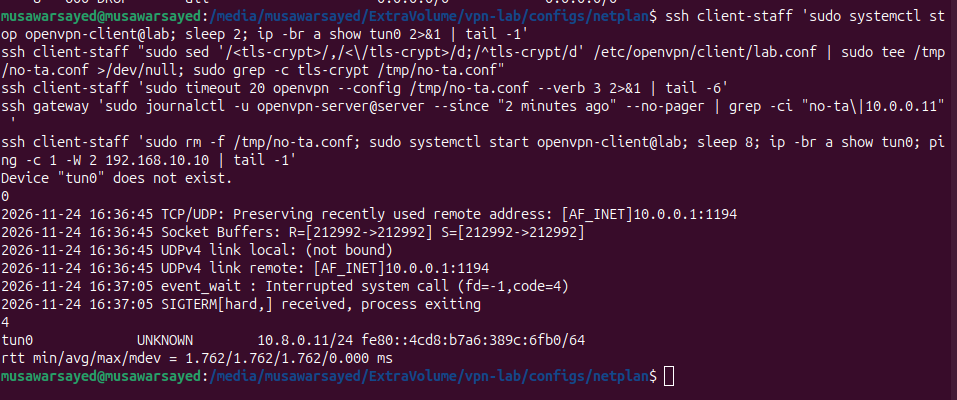 musawarsayed@musawarsayed:/media/musawarsayed/ExtraVolume/vpn-lab/configs/netplan$ ssh client-staff 'sudo systemctl st
op openvpn-client@lab; sleep 2; ip -br a show tun0 2>&1 | tail -1'
ssh client-staff "sudo sed '/<tls-crypt>/,/<\/tls-crypt>/d;/^tls-crypt/d' /etc/openvpn/client/lab.conf | sudo tee /tmp
/no-ta.conf >/dev/null; sudo grep -c tls-crypt /tmp/no-ta.conf"
ssh client-staff 'sudo timeout 20 openvpn --config /tmp/no-ta.conf --verb 3 2>&1 | tail -6'
ssh gateway 'sudo journalctl -u openvpn-server@server --since "2 minutes ago" --no-pager | grep -ci "no-ta\|10.0.0.11"
'
ssh client-staff 'sudo rm -f /tmp/no-ta.conf; sudo systemctl start openvpn-client@lab; sleep 8; ip -br a show tun0; pi
ng -c 1 -W 2 192.168.10.10 | tail -1'
Device "tun0" does not exist.
0
2026-11-24 16:36:45 TCP/UDP: Preserving recently used remote address: [AF_INET]10.0.0.1:1194
2026-11-24 16:36:45 Socket Buffers: R=[212992->212992] S=[212992->212992]
2026-11-24 16:36:45 UDPv4 link local: (not bound)
2026-11-24 16:36:45 UDPv4 link remote: [AF_INET]10.0.0.1:1194
2026-11-24 16:37:05 event_wait : Interrupted system call (fd=-1,code=4)
2026-11-24 16:37:05 SIGTERM[hard,] received, process exiting
4
tun0             UNKNOWN        10.8.0.11/24 fe80::4cd8:b7a6:389c:6fb0/64
rtt min/avg/max/mdev = 1.762/1.762/1.762/0.000 ms
musawarsayed@musawarsayed:/media/musawarsayed/ExtraVolume/vpn-lab/configs/netplan$